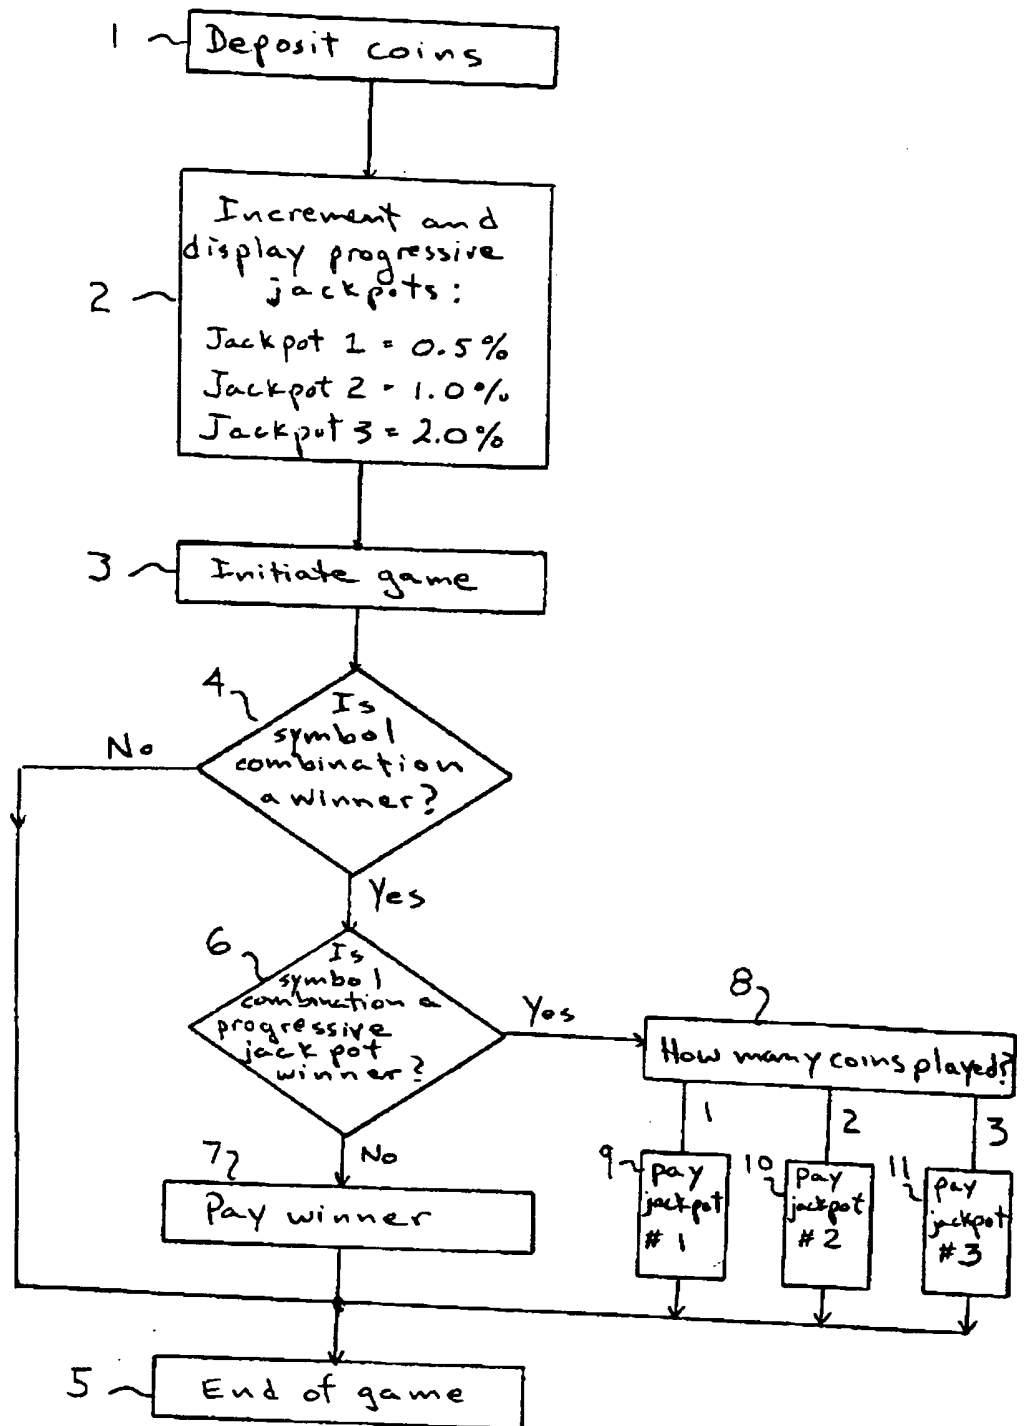 1 Deposit coins
Increment and
display progressive
jackpots:
2
Jackpot 1 = 0.5%
Jackpot 2 = 1.0%
Jackpot 3 = 2.0%
3 Initiate game
4
Is
symbol
combination
a winner?
No
Yes
6
Is
symbol
combination a
progressive
jackpot
winner?
Yes
8
How many coins played?
1
2
3
No
7
Pay winner
9
pay
jackpot
# 1
10
pay
jackpot
# 2
11
pay
jackpot
# 3
5 End of game